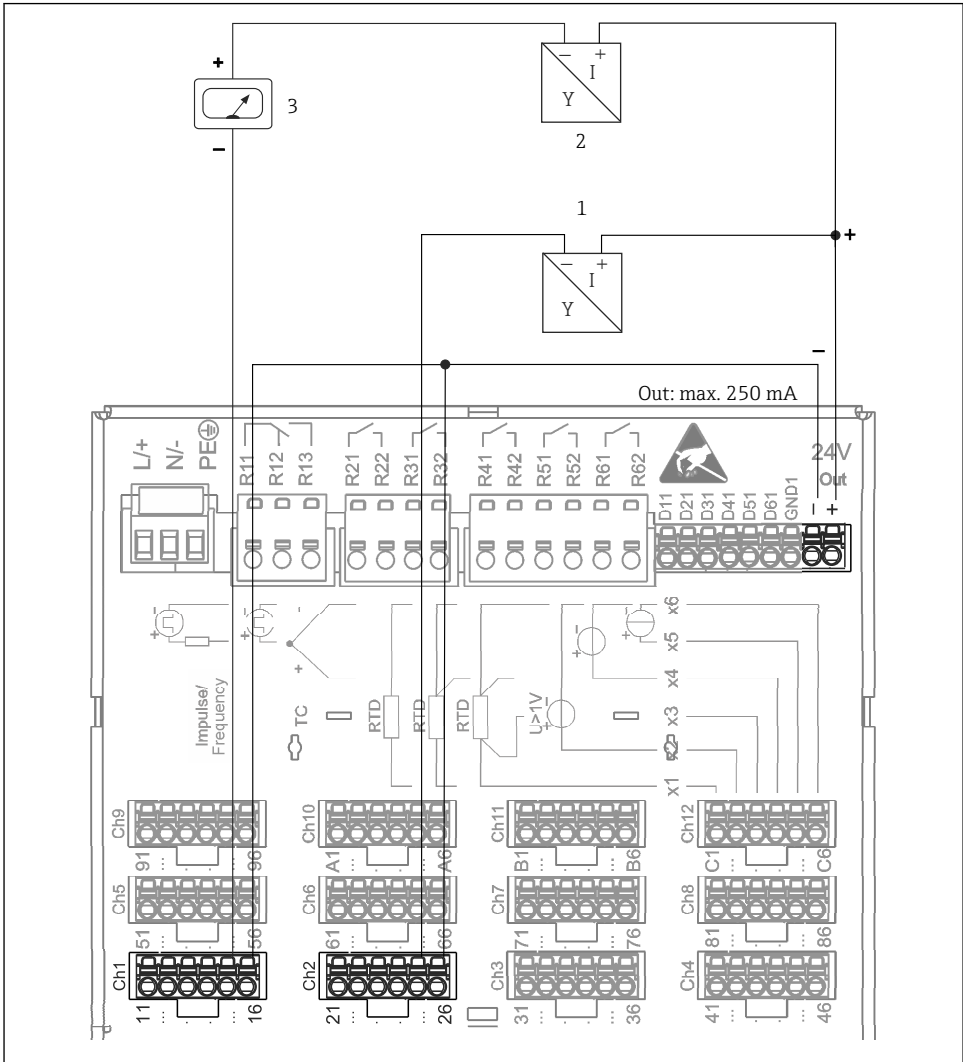 − +
I
+
Y
3
2
−
1
+
− +
I
Y
−
Out: max. 250 mA
L/+ N/- PE R11 R12 R13 R21 R22 R31 R32 R41 R42 R51 R52 R61 R62 24V
Out
D11 D21 D31 D41 D51 D61 GND1 − +
x6
x5
x4
x3
x2
x1
Impulse/
Frequency
TC
RTD RTD RTD
U>1V
Ch9 Ch10 Ch11 Ch12
91 ... . ... 96 A1 ... . ... A6 B1 ... . ... B6 C1 ... . ... C6
Ch5 Ch6 Ch7 Ch8
51 ... . ... 56 61 ... . ... 66 71 ... . ... 76 81 ... . ... 86
Ch1 Ch2 Ch3 Ch4
11 ... . ... 16 21 ... . ... 26 31 ... . ... 36 41 ... . ... 46